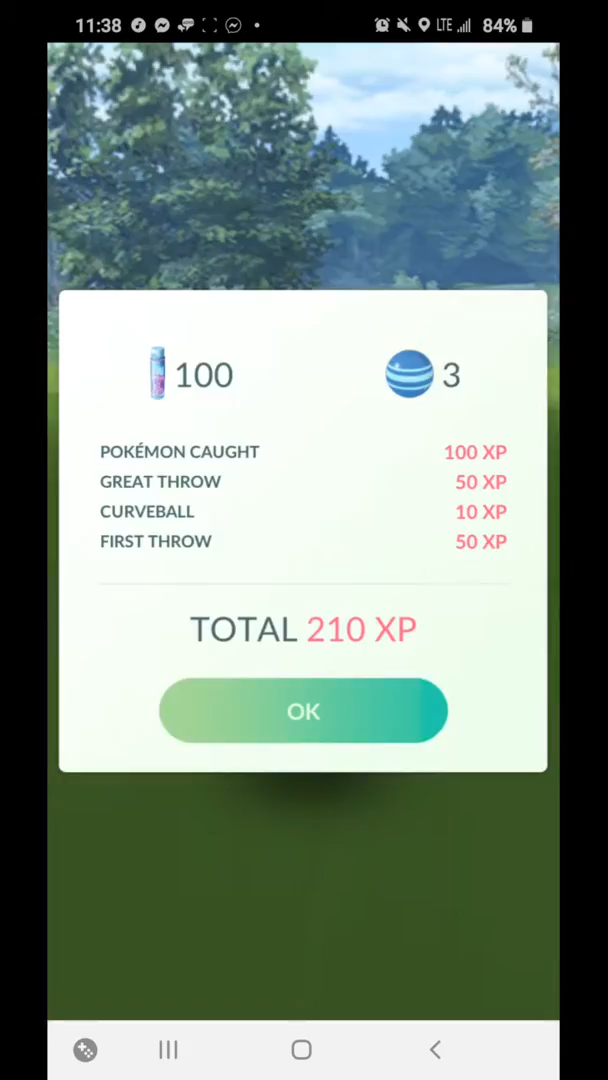 11:38 LTE 84%
100 3
POKÉMON CAUGHT 100 XP
GREAT THROW 50 XP
CURVEBALL 10 XP
FIRST THROW 50 XP
TOTAL 210 XP
OK